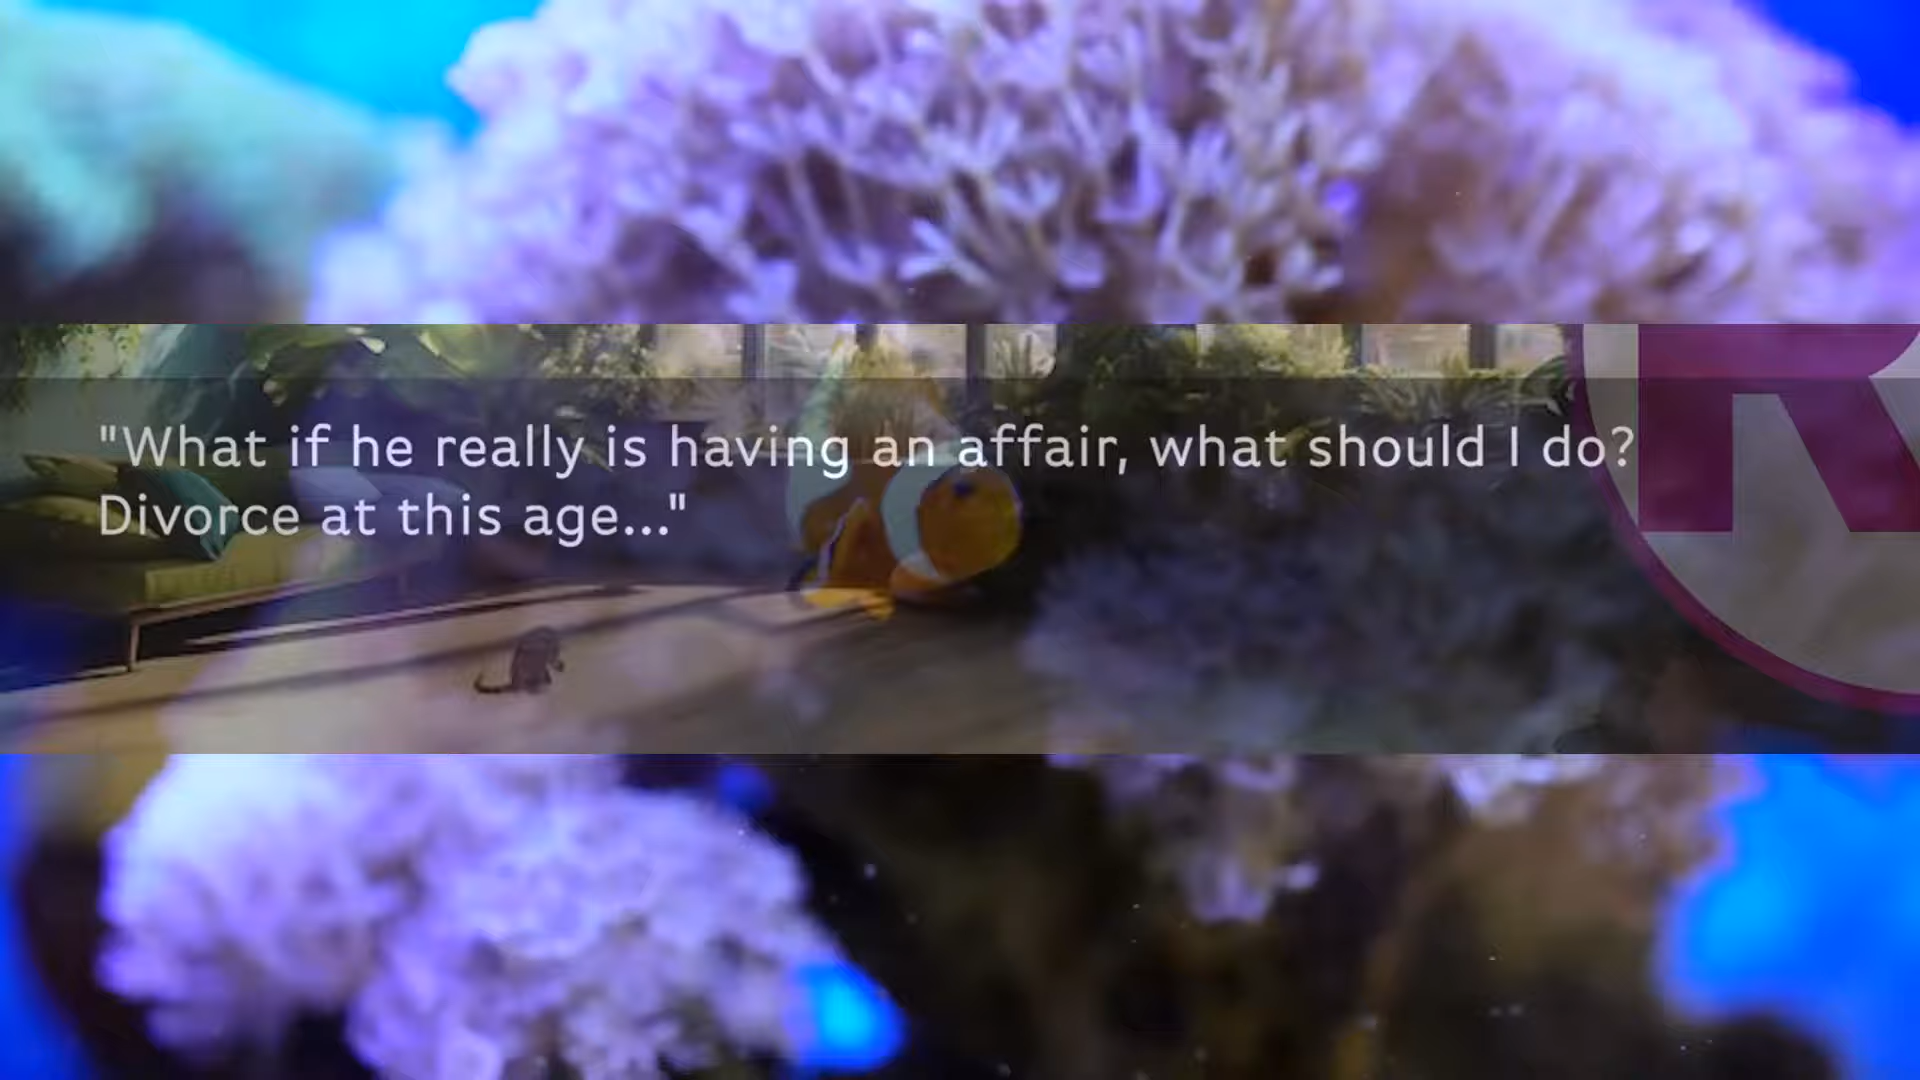 "What if he really is having an affair, what should I do?
Divorce at this age..."
R